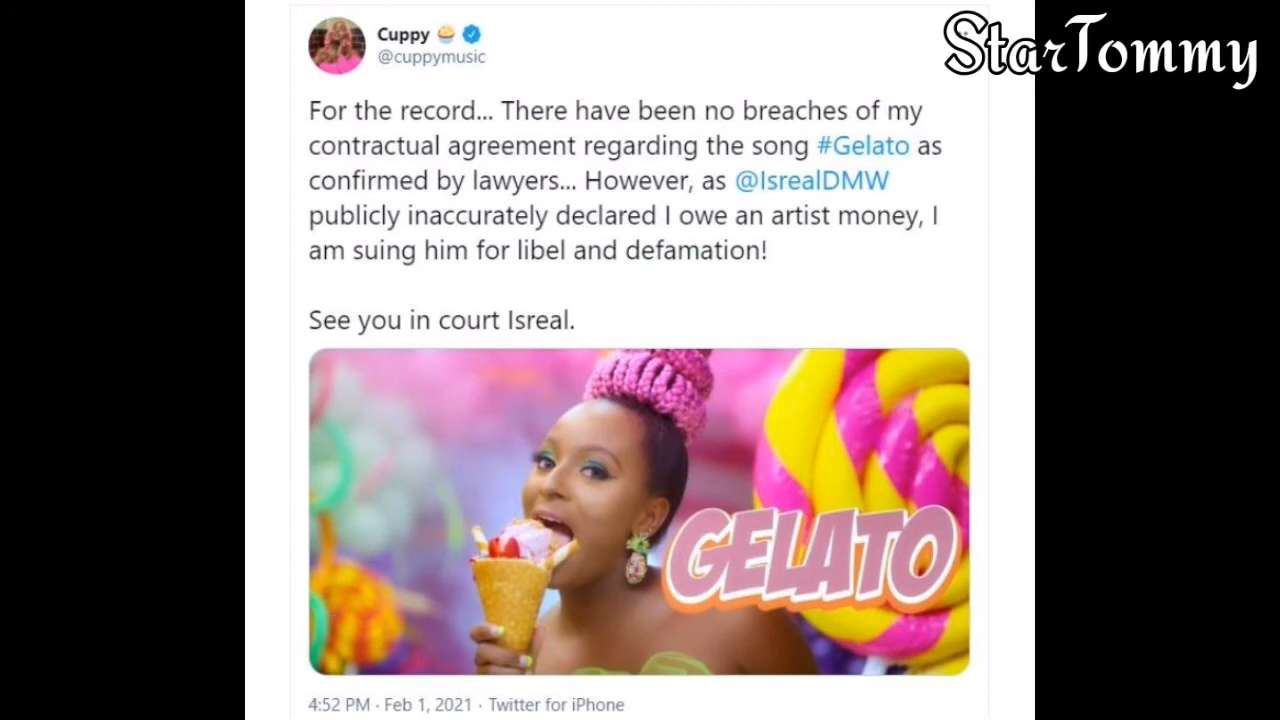 StarTommy
Cuppy
@cuppymusic
For the record... There have been no breaches of my
contractual agreement regarding the song #Gelato as
confirmed by lawyers... However, as @IsrealDMW
publicly inaccurately declared I owe an artist money, I
am suing him for libel and defamation!
See you in court Isreal.
GELATO
4:52 PM · Feb 1, 2021 · Twitter for iPhone